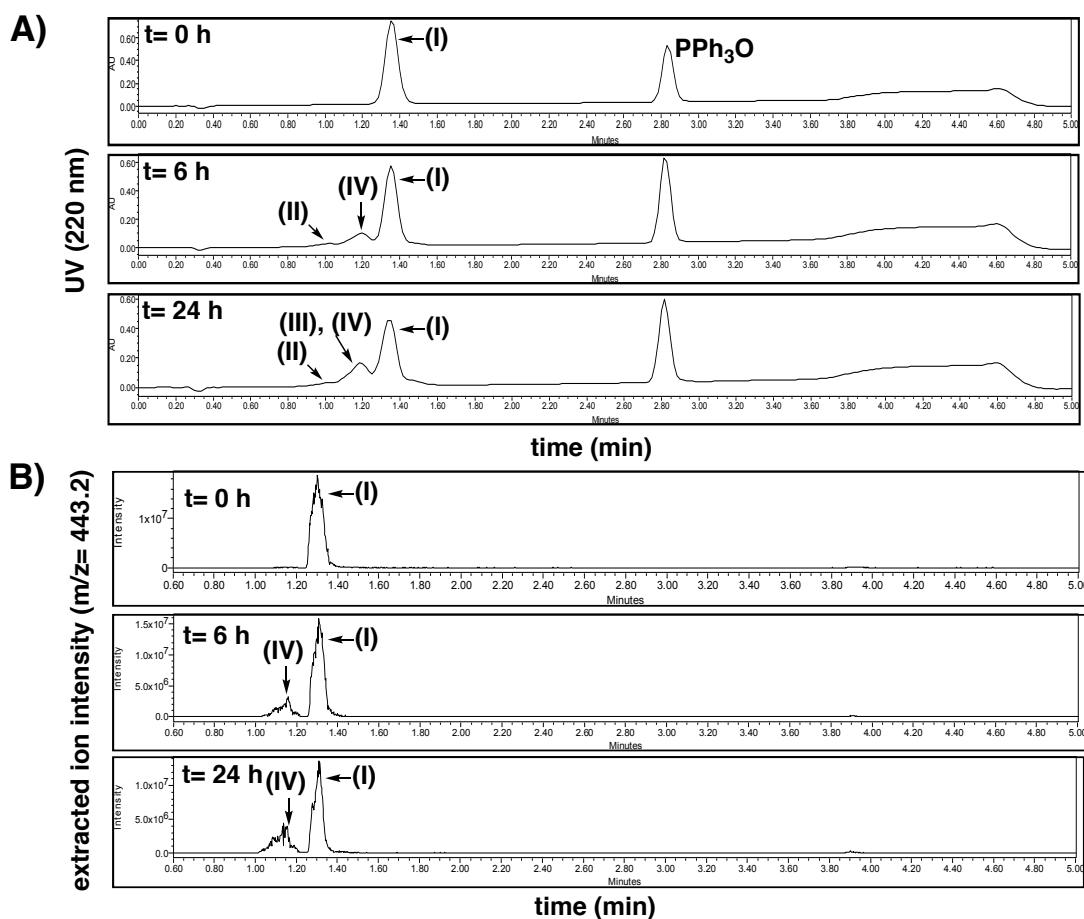 A)
UV (220 nm)
t= 0 h
(I)
PPh₃O
AU
0.60
0.40
0.20
0.00
0.00 0.20 0.40 0.60 0.80 1.00 1.20 1.40 1.60 1.80 2.00 2.20 2.40 2.60 2.80 3.00 3.20 3.40 3.60 3.80 4.00 4.20 4.40 4.60 4.80 5.00
Minutes
t= 6 h
(II)
(IV)
(I)
AU
0.60
0.40
0.20
0.00
0.00 0.20 0.40 0.60 0.80 1.00 1.20 1.40 1.60 1.80 2.00 2.20 2.40 2.60 2.80 3.00 3.20 3.40 3.60 3.80 4.00 4.20 4.40 4.60 4.80 5.00
Minutes
t= 24 h
(III), (IV)
(II)
(I)
AU
0.60
0.40
0.20
0.00
0.00 0.20 0.40 0.60 0.80 1.00 1.20 1.40 1.60 1.80 2.00 2.20 2.40 2.60 2.80 3.00 3.20 3.40 3.60 3.80 4.00 4.20 4.40 4.60 4.80 5.00
Minutes
time (min)
B)
extracted ion intensity (m/z= 443.2)
t= 0 h
(I)
Intensity
1x10⁷
0
0.60 0.80 1.00 1.20 1.40 1.60 1.80 2.00 2.20 2.40 2.60 2.80 3.00 3.20 3.40 3.60 3.80 4.00 4.20 4.40 4.60 4.80 5.00
Minutes
t= 6 h
(IV)
(I)
Intensity
1.5x10⁷
1.0x10⁷
5.0x10⁶
0.0
0.60 0.80 1.00 1.20 1.40 1.60 1.80 2.00 2.20 2.40 2.60 2.80 3.00 3.20 3.40 3.60 3.80 4.00 4.20 4.40 4.60 4.80 5.00
Minutes
t= 24 h
(IV)
(I)
Intensity
1.0x10⁷
5.0x10⁶
0.0
0.60 0.80 1.00 1.20 1.40 1.60 1.80 2.00 2.20 2.40 2.60 2.80 3.00 3.20 3.40 3.60 3.80 4.00 4.20 4.40 4.60 4.80 5.00
Minutes
time (min)